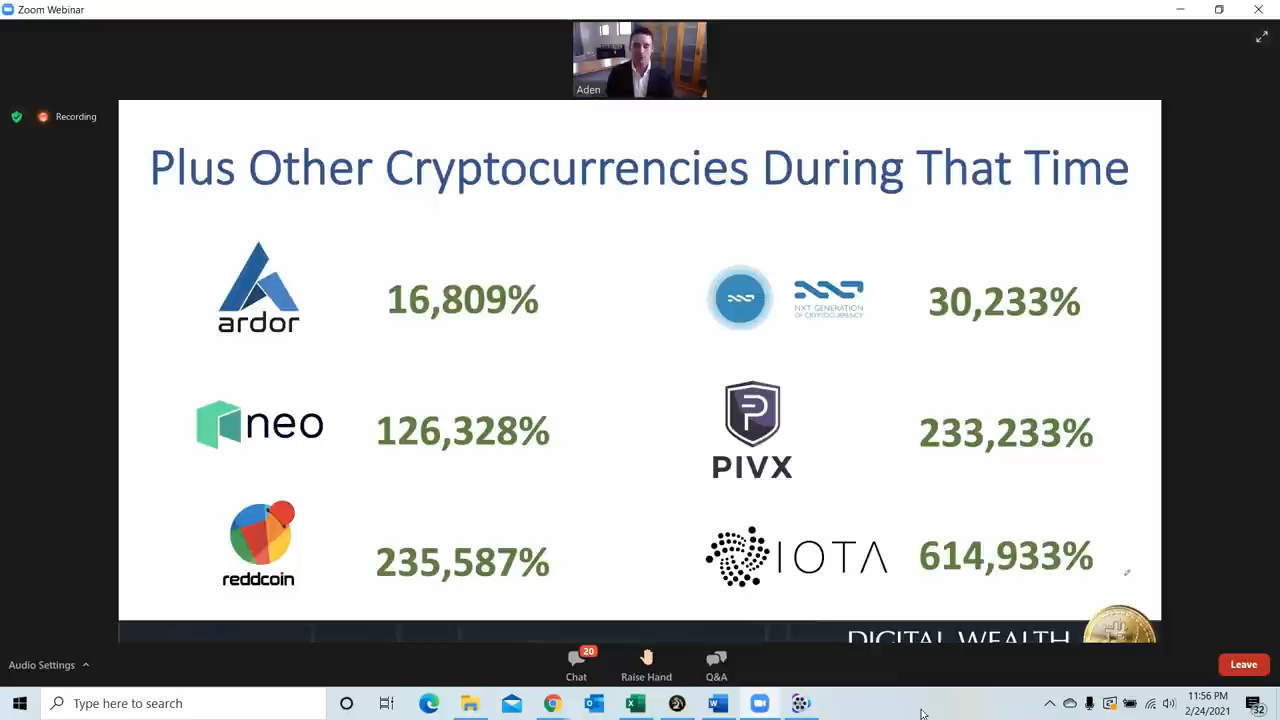 Zoom Webinar
Aden
Recording
Plus Other Cryptocurrencies During That Time
ardor
16,809%
NXT GENERATION
OF CRYPTOCURRENCY
30,233%
neo
126,328%
PIVX
233,233%
reddcoin
235,587%
IOTA
614,933%
DIGITAL WEALTH
Audio Settings
20
Chat
Raise Hand
Q&A
Leave
Type here to search
11:56 PM
2/24/2021
32